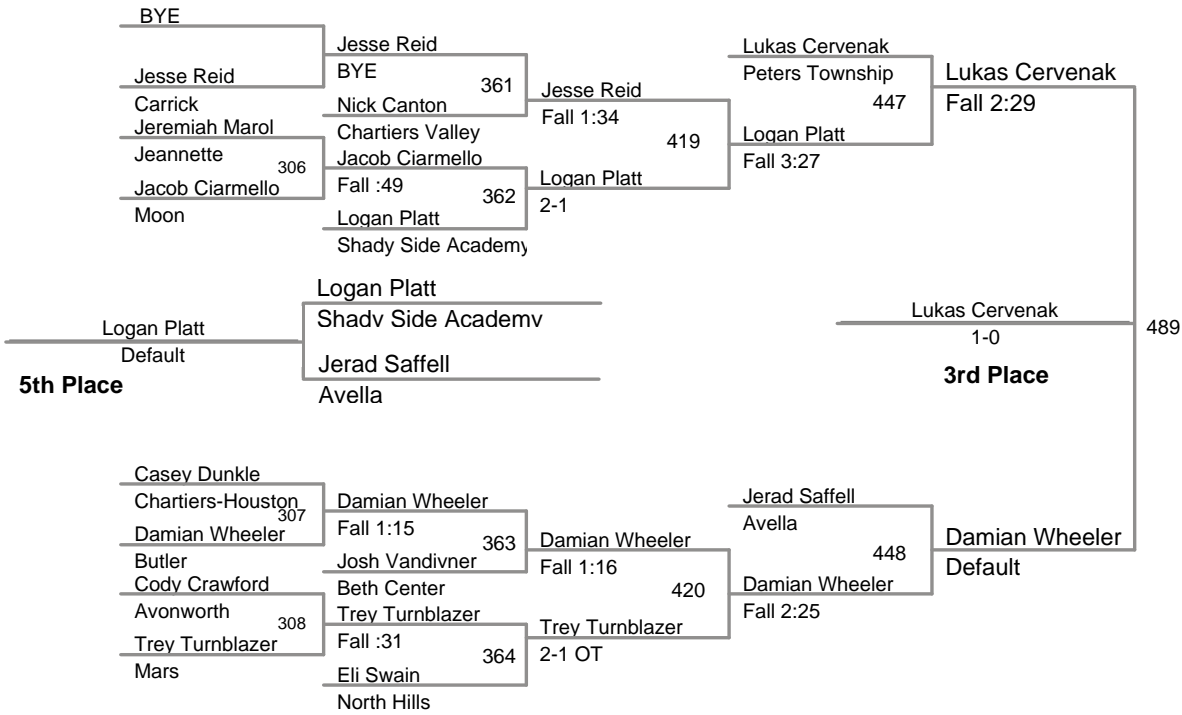 BYE
Jesse Reid
Carrick
Jeremiah Marol
Jeannette
306
Jacob Ciarmello
Moon
Jesse Reid
BYE
361
Nick Canton
Chartiers Valley
Jacob Ciarmello
Fall :49
362
Logan Platt
Shady Side Academy
Jesse Reid
Fall 1:34
419
Logan Platt
2-1
Lukas Cervenak
Peters Township
447
Logan Platt
Fall 3:27
Lukas Cervenak
Fall 2:29
Logan Platt
Default
5th Place
Logan Platt
Shady Side Academy
Jerad Saffell
Avella
Lukas Cervenak
1-0
3rd Place
489
Casey Dunkle
Chartiers-Houston
307
Damian Wheeler
Butler
Cody Crawford
Avonworth
308
Trey Turnblazer
Mars
Damian Wheeler
Fall 1:15
363
Josh Vandivner
Beth Center
Trey Turnblazer
Fall :31
364
Eli Swain
North Hills
Damian Wheeler
Fall 1:16
420
Trey Turnblazer
2-1 OT
Jerad Saffell
Avella
448
Damian Wheeler
Fall 2:25
Damian Wheeler
Default